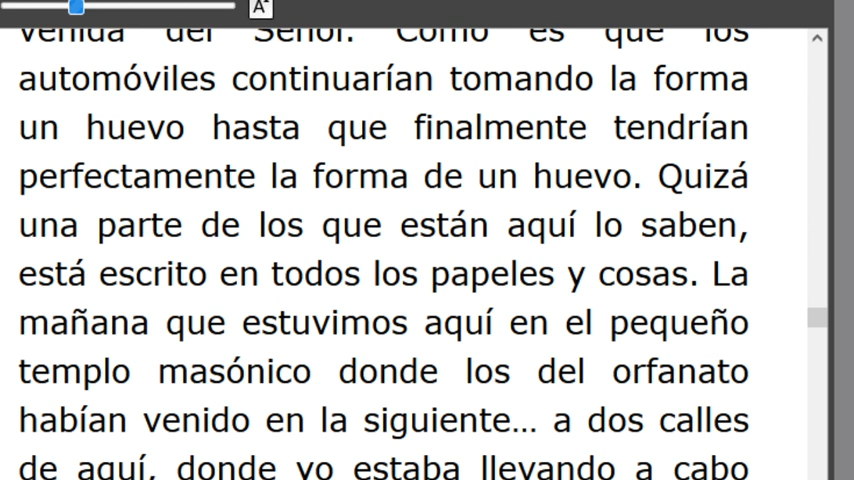 A
venida del Señor. Cómo es que los
automóviles continuarían tomando la forma
un huevo hasta que finalmente tendrían
perfectamente la forma de un huevo. Quizá
una parte de los que están aquí lo saben,
está escrito en todos los papeles y cosas. La
mañana que estuvimos aquí en el pequeño
templo masónico donde los del orfanato
habían venido en la siguiente... a dos calles
de aquí, donde yo estaba llevando a cabo